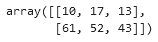 array([[10, 17, 13],
       [61, 52, 43]])